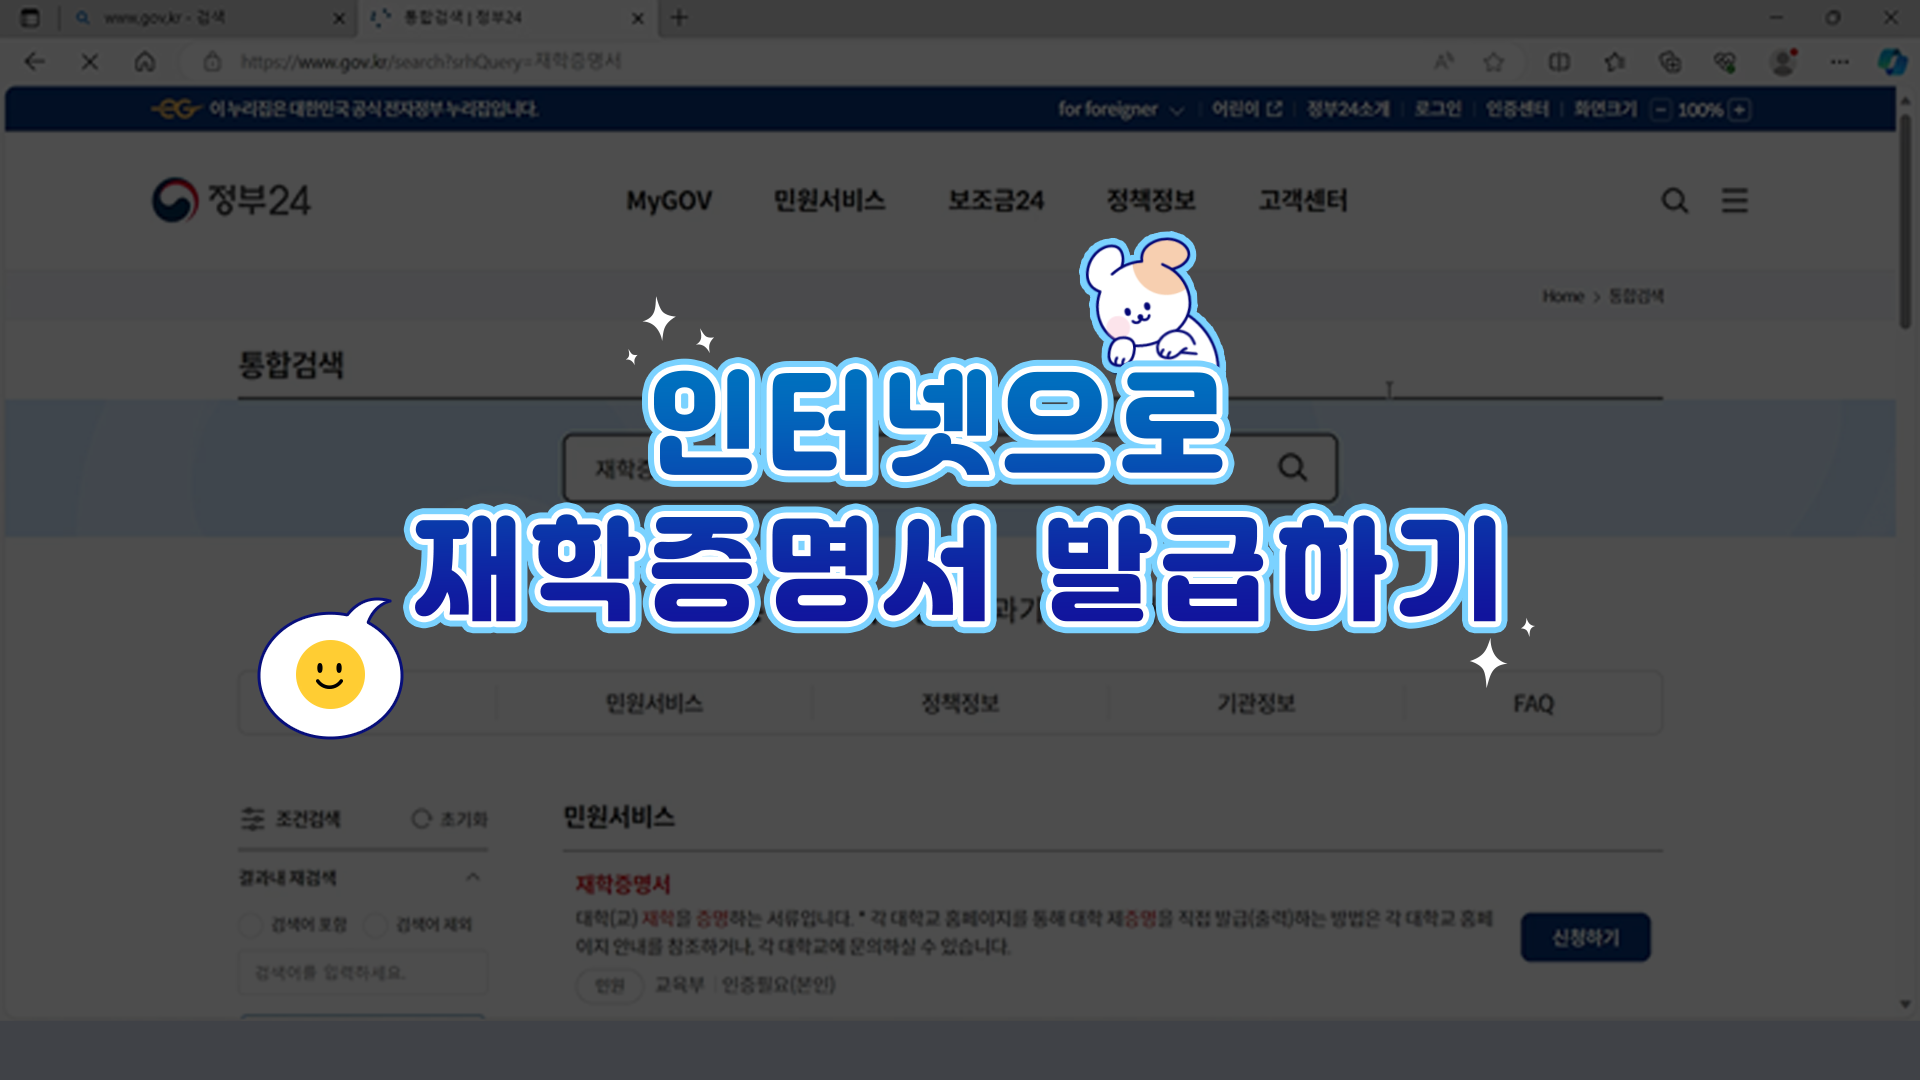 www.gov.kr - 검색
통합검색 | 정부24
https://www.gov.kr/search?srhQuery=재학증명서
이 누리집은 대한민국 공식 전자정부 누리집입니다.
for foreigner 어린이 정부24소개 로그인 인증센터 화면크기 100%
정부24 MyGOV 민원서비스 보조금24 정책정보 고객센터
Home > 통합검색
통합검색
인터넷으로
재학증명서 발급하기
민원서비스 정책정보 기관정보 FAQ
조건검색 초기화
결과내 재검색
검색어 포함 검색어 제외
검색어를 입력하세요.
민원서비스
재학증명서
대학(교) 재학을 증명하는 서류입니다. * 각 대학교 홈페이지를 통해 대학 제증명을 직접 발급(출력)하는 방법은 각 대학교 홈페
이지 안내를 참조하거나, 각 대학교에 문의하실 수 있습니다.
민원 교육부 인증필요(본인)
신청하기